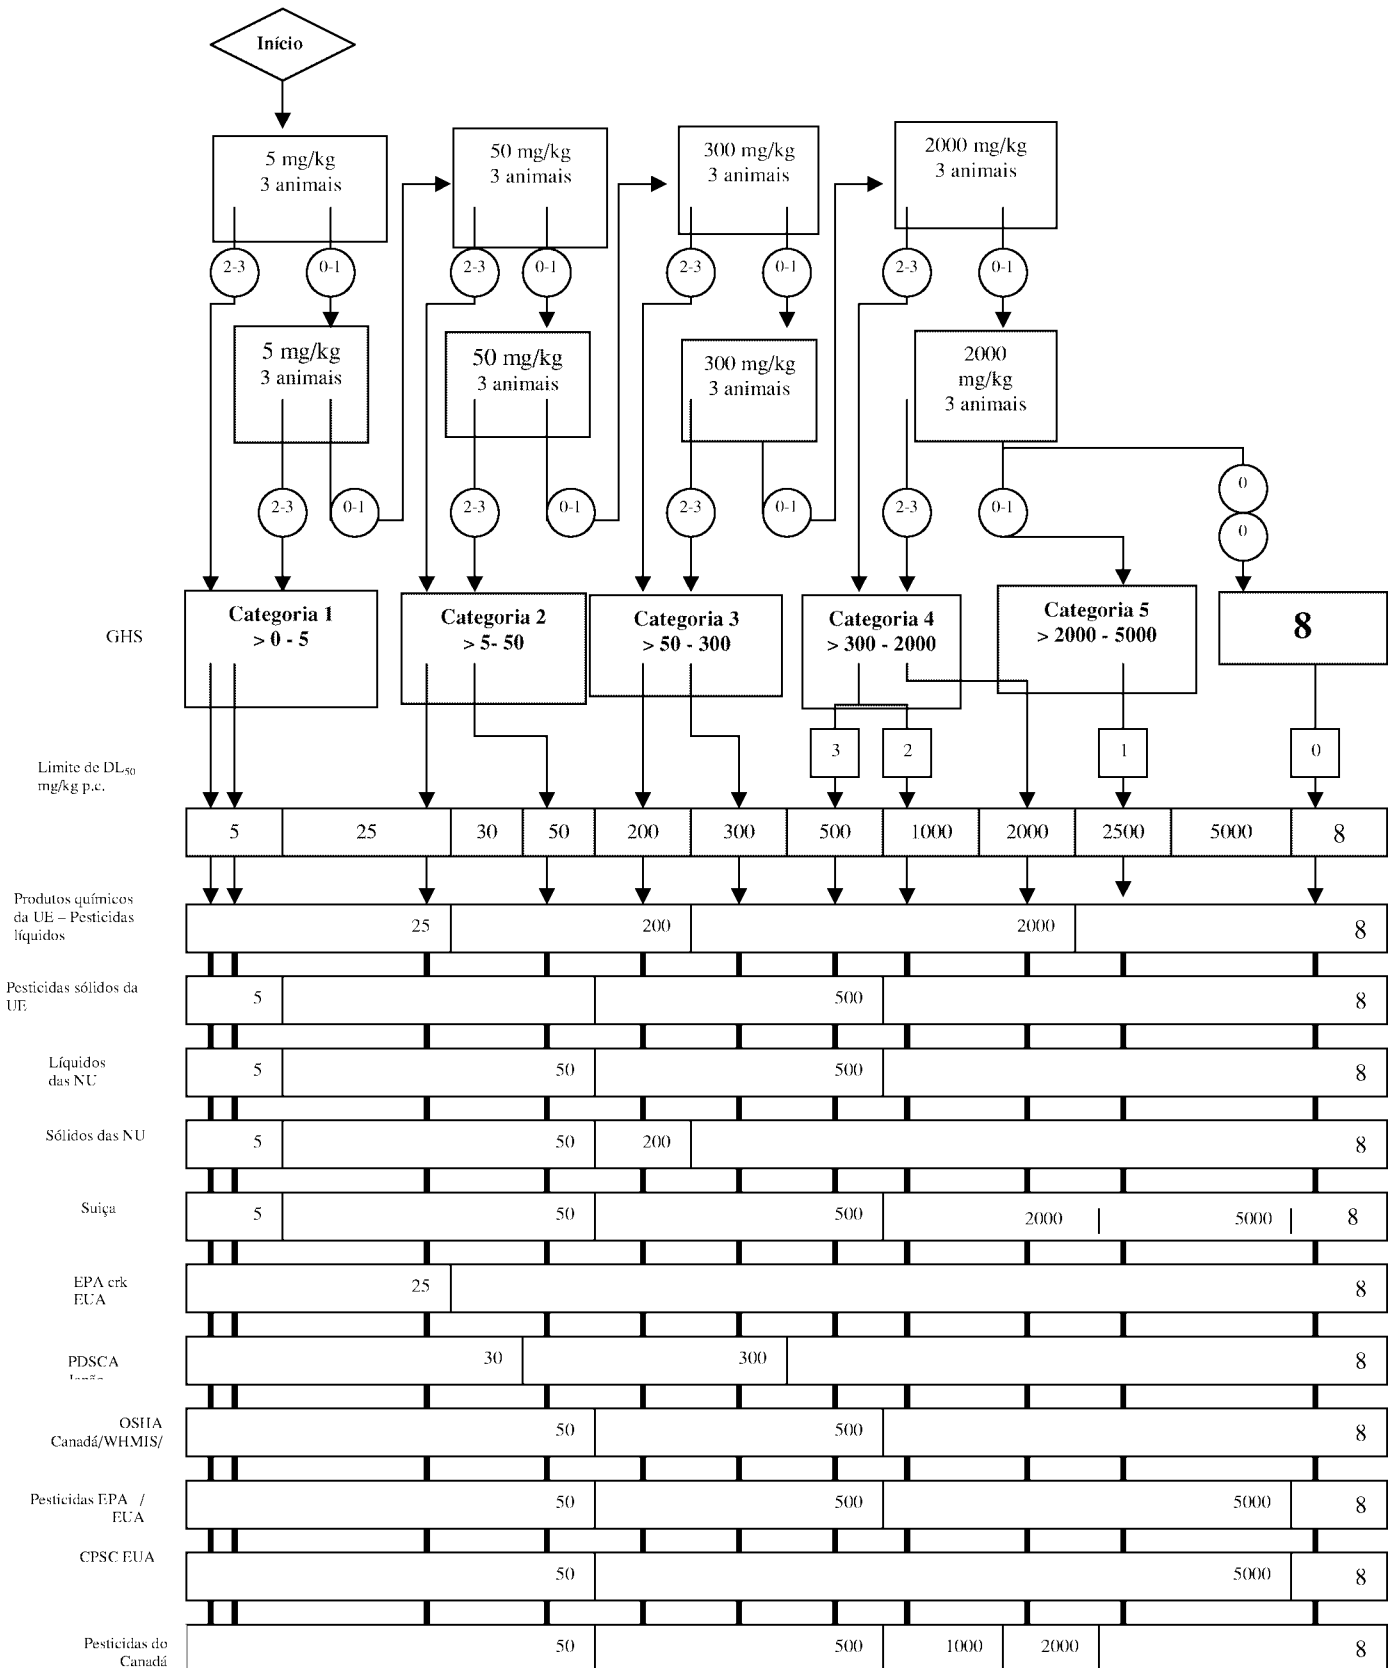 Início
5 mg/kg
3 animais
50 mg/kg
3 animais
300 mg/kg
3 animais
2000 mg/kg
3 animais
2-3
0-1
2-3
0-1
2-3
0-1
2-3
0-1
5 mg/kg
3 animais
50 mg/kg
3 animais
300 mg/kg
3 animais
2000
mg/kg
3 animais
2-3
0-1
2-3
0-1
2-3
0-1
2-3
0-1
0
0
GHS
Categoria 1
> 0 - 5
Categoria 2
> 5- 50
Categoria 3
> 50 - 300
Categoria 4
> 300 - 2000
Categoria 5
> 2000 - 5000
8
3
2
1
0
Limite de DL₅₀
mg/kg p.c.
5 25 30 50 200 300 500 1000 2000 2500 5000 8
Produtos químicos
da UE – Pesticidas
líquidos
25 200 2000 8
Pesticidas sólidos da
UE
5 500 8
Líquidos
das NU
5 50 500 8
Sólidos das NU
5 50 200 8
Suiça
5 50 500 2000 5000 8
EPA crk
EUA
25 8
PDSCA
30 300 8
OSHA
Canadá/WHMIS/
50 500 8
Pesticidas EPA /
EUA
50 500 5000 8
CPSC EUA
50 5000 8
Pesticidas do
Canadá
50 500 1000 2000 8